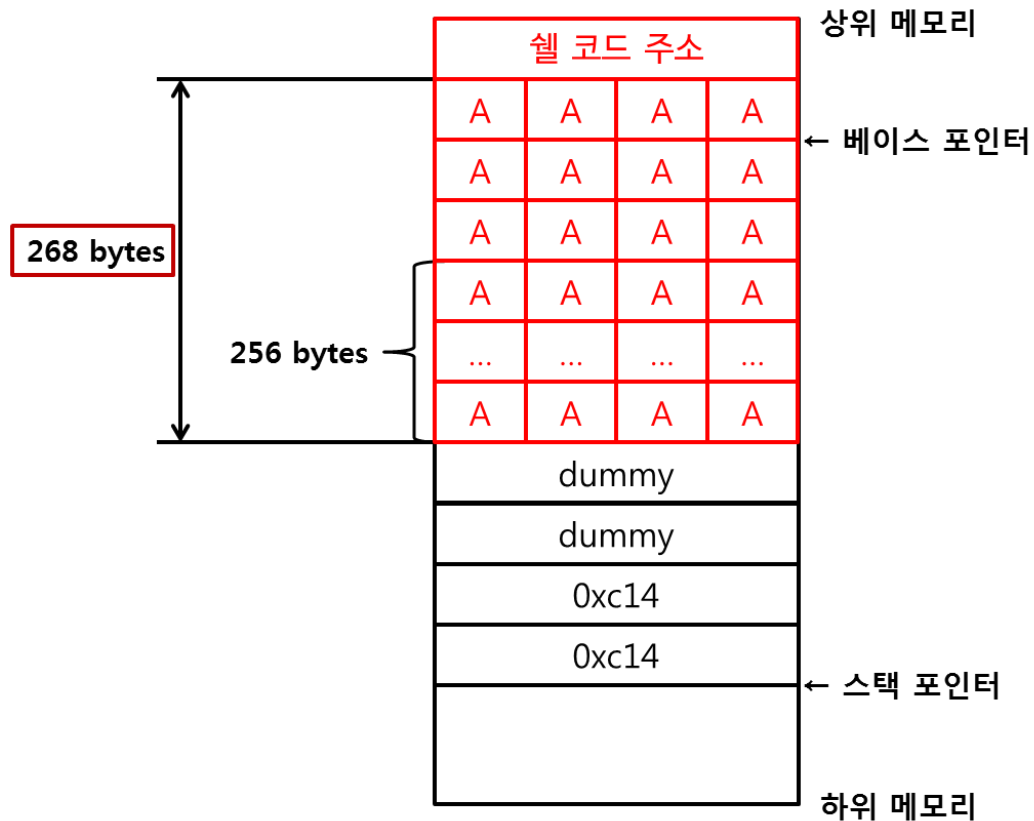 상위 메모리
쉘 코드 주소
A A A A
← 베이스 포인터
A A A A
A A A A
268 bytes
A A A A
256 bytes
... ... ... ...
A A A A
dummy
dummy
0xc14
0xc14
← 스택 포인터
하위 메모리